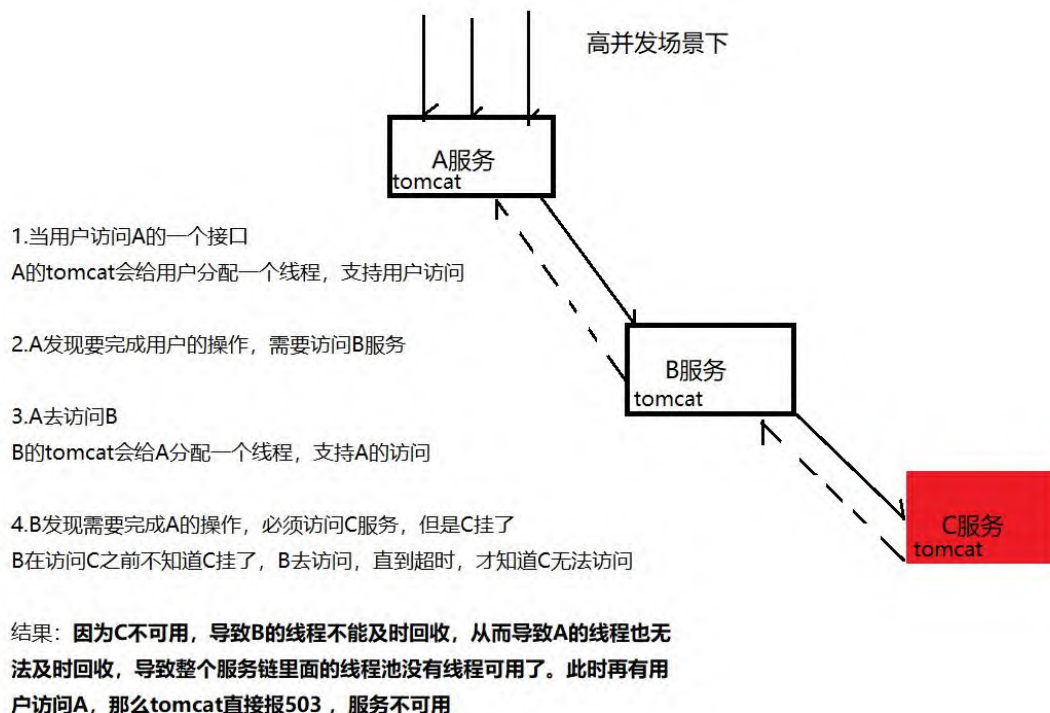 高并发场景下
A服务
tomcat
1.当用户访问A的一个接口
A的tomcat会给用户分配一个线程，支持用户访问
2.A发现要完成用户的操作，需要访问B服务
B服务
tomcat
3.A去访问B
B的tomcat会给A分配一个线程，支持A的访问
4.B发现需要完成A的操作，必须访问C服务，但是C挂了
B在访问C之前不知道C挂了，B去访问，直到超时，才知道C无法访问
C服务
tomcat
结果：因为C不可用，导致B的线程不能及时回收，从而导致A的线程也无
法及时回收，导致整个服务链里面的线程池没有线程可用了。此时再有用
户访问A，那么tomcat直接报503 ，服务不可用